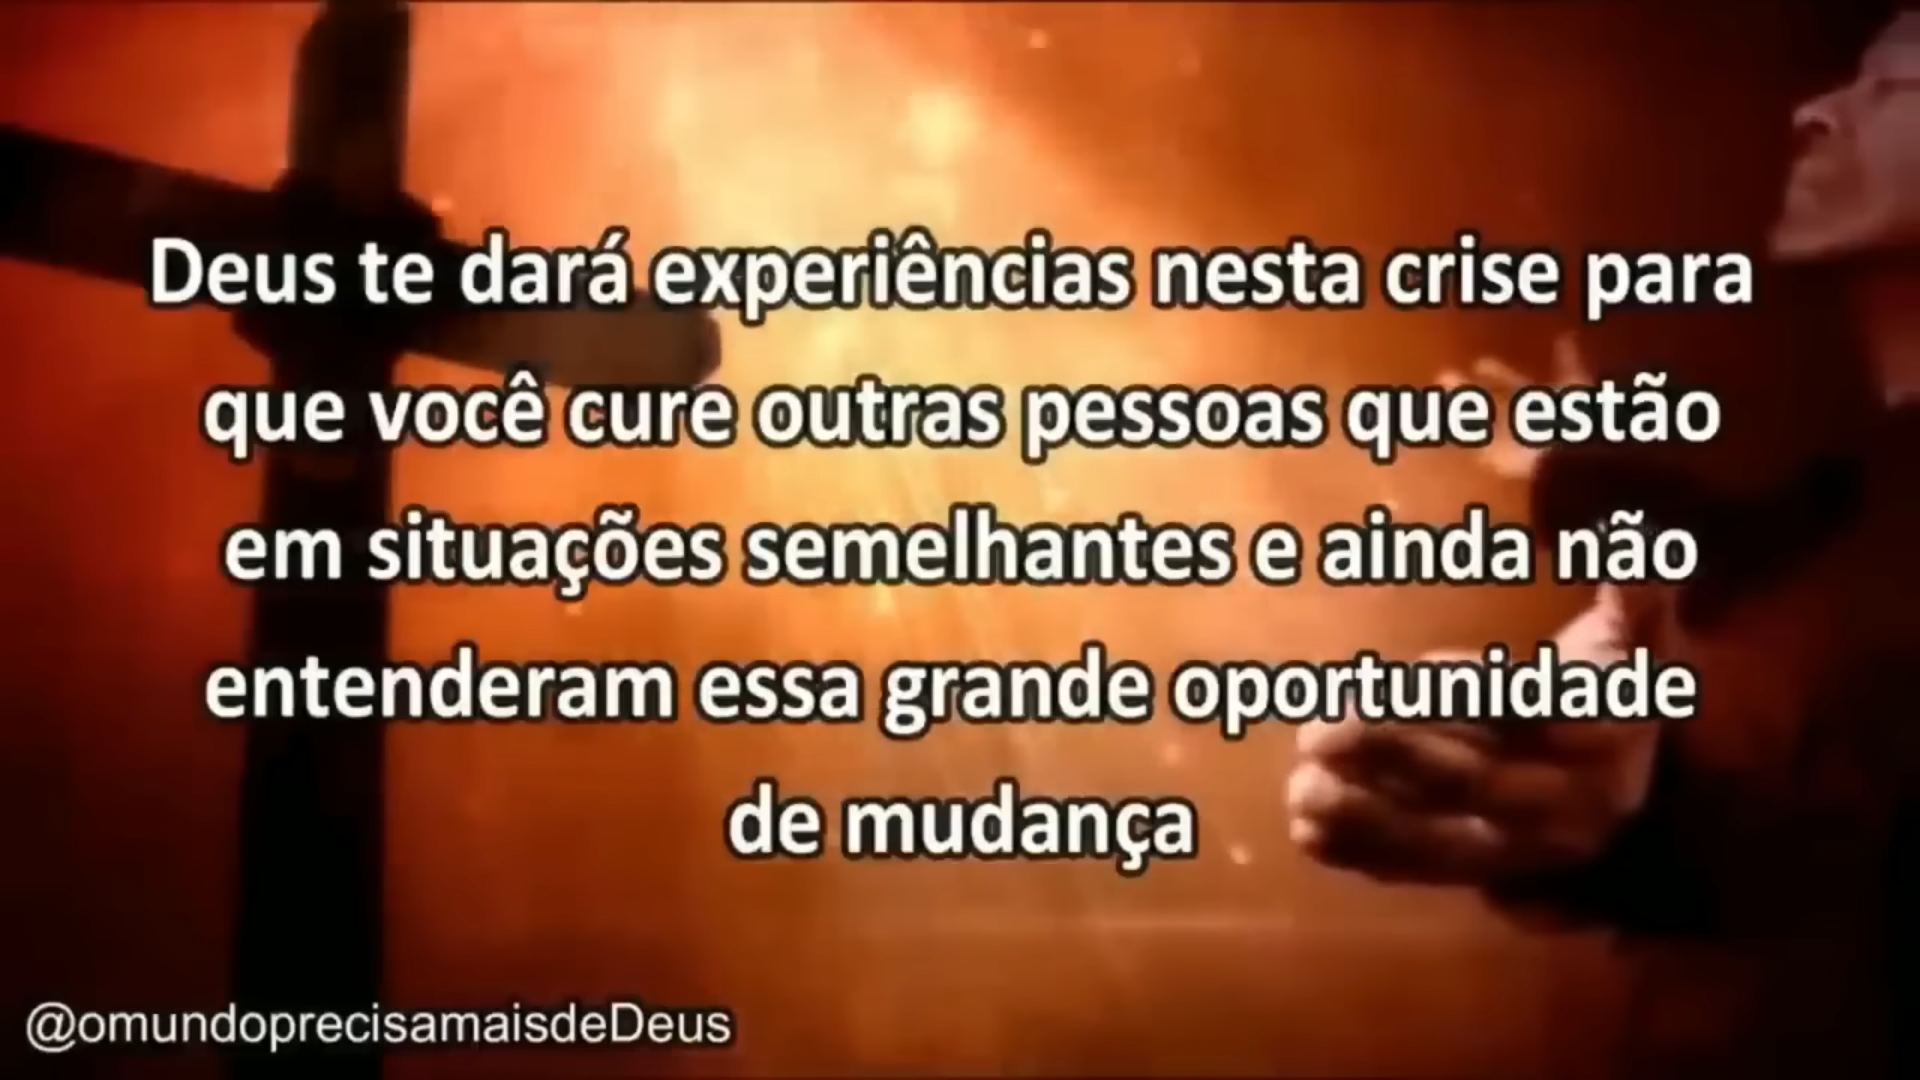 Deus te dará experiências nesta crise para
que você cure outras pessoas que estão
em situações semelhantes e ainda não
entenderam essa grande oportunidade
de mudança
@omundoprecisamaisdeDeus